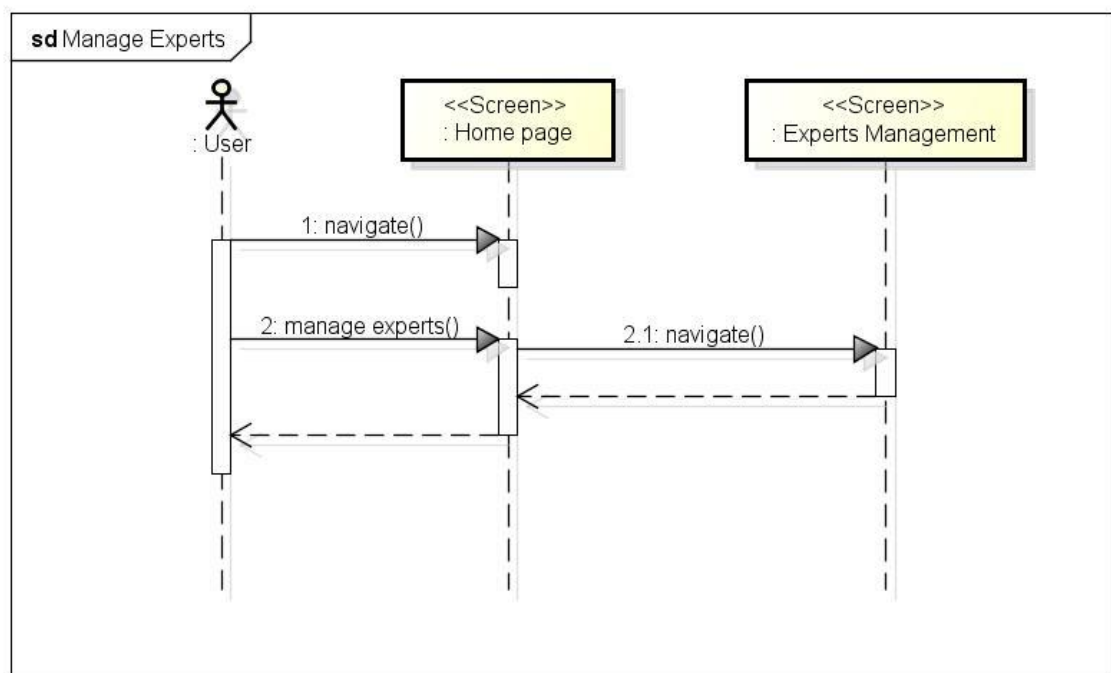 sd Manage Experts
: User
<<Screen>>
: Home page
<<Screen>>
: Experts Management
1: navigate()
2: manage experts()
2.1: navigate()